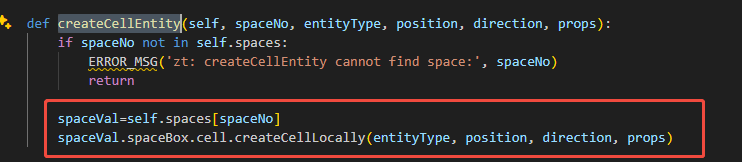 def createCellEntity(self, spaceNo, entityType, position, direction, props):
if spaceNo not in self.spaces:
ERROR_MSG('zt: createCellEntity cannot find space:', spaceNo)
return
spaceVal=self.spaces[spaceNo]
spaceVal.spaceBox.cell.createCellLocally(entityType, position, direction, props)